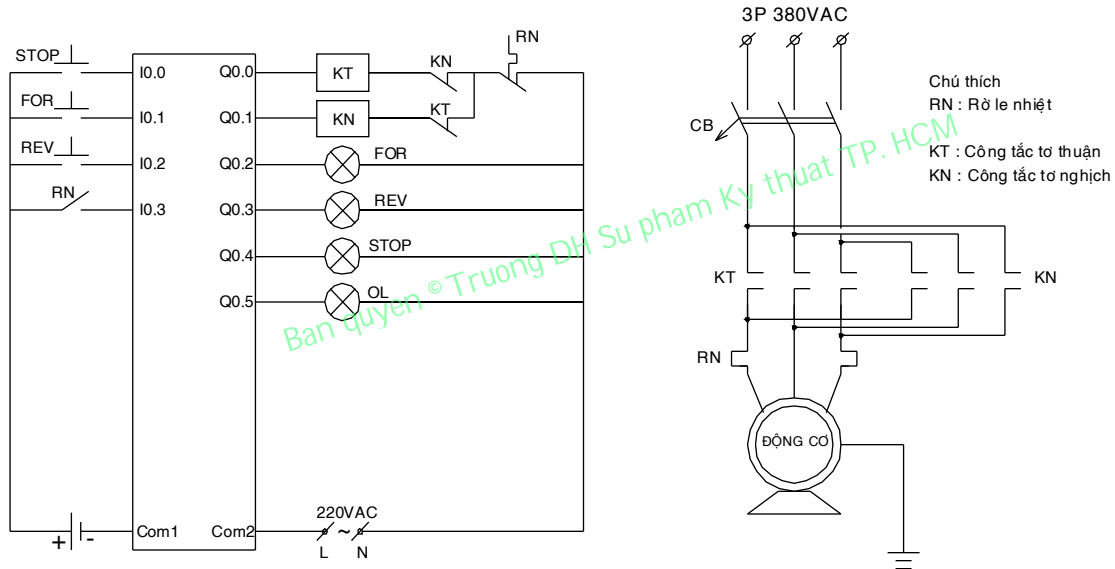 STOP
I0.0
FOR
I0.1
REV
I0.2
RN
I0.3
+
-
Com1
Q0.0
Q0.1
Q0.2
Q0.3
Q0.4
Q0.5
Com2
KT
KN
KN
KT
RN
FOR
REV
STOP
OL
220VAC
~
L
N
3P 380VAC
CB
KT
KN
RN
ĐỘNG CƠ
Chú thích
RN : Rờ le nhiệt
KT : Công tắc tơ thuận
KN : Công tắc tơ nghịch
Ban quyen © Truong DH Su pham Ky thuat TP. HCM